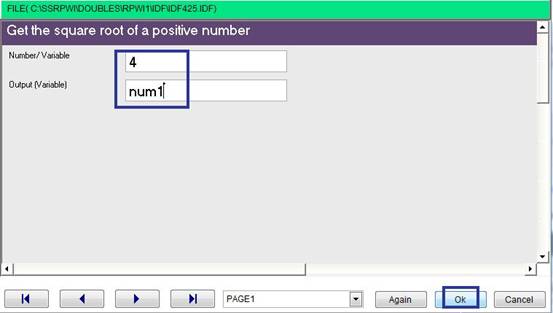 FILE( C:\SSRPWI\DOUBLES\RPWI1\IDF\IDF425.IDF)
Get the square root of a positive number
Number/ Variable
4
Output (Variable)
num1
PAGE1
Again
Ok
Cancel